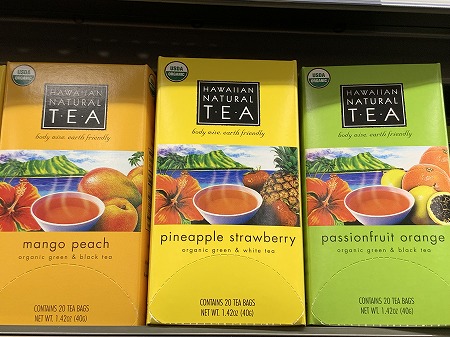 USDA
ORGANIC
HAWAIIAN
NATURAL
T·E·A
body wise, earth friendly
mango peach
organic green & black tea
CONTAINS 20 TEA BAGS
NET WT. 1.42oz (40g)
USDA
ORGANIC
HAWAIIAN
NATURAL
T·E·A
body wise, earth friendly
pineapple strawberry
organic green & white tea
CONTAINS 20 TEA BAGS
NET WT. 1.42oz (40g)
USDA
ORGANIC
HAWAIIAN
NATURAL
T·E·A
body wise, earth friendly
passionfruit orange
organic green & black tea
CONTAINS 20 TEA BAGS
NET WT. 1.42oz (40g)